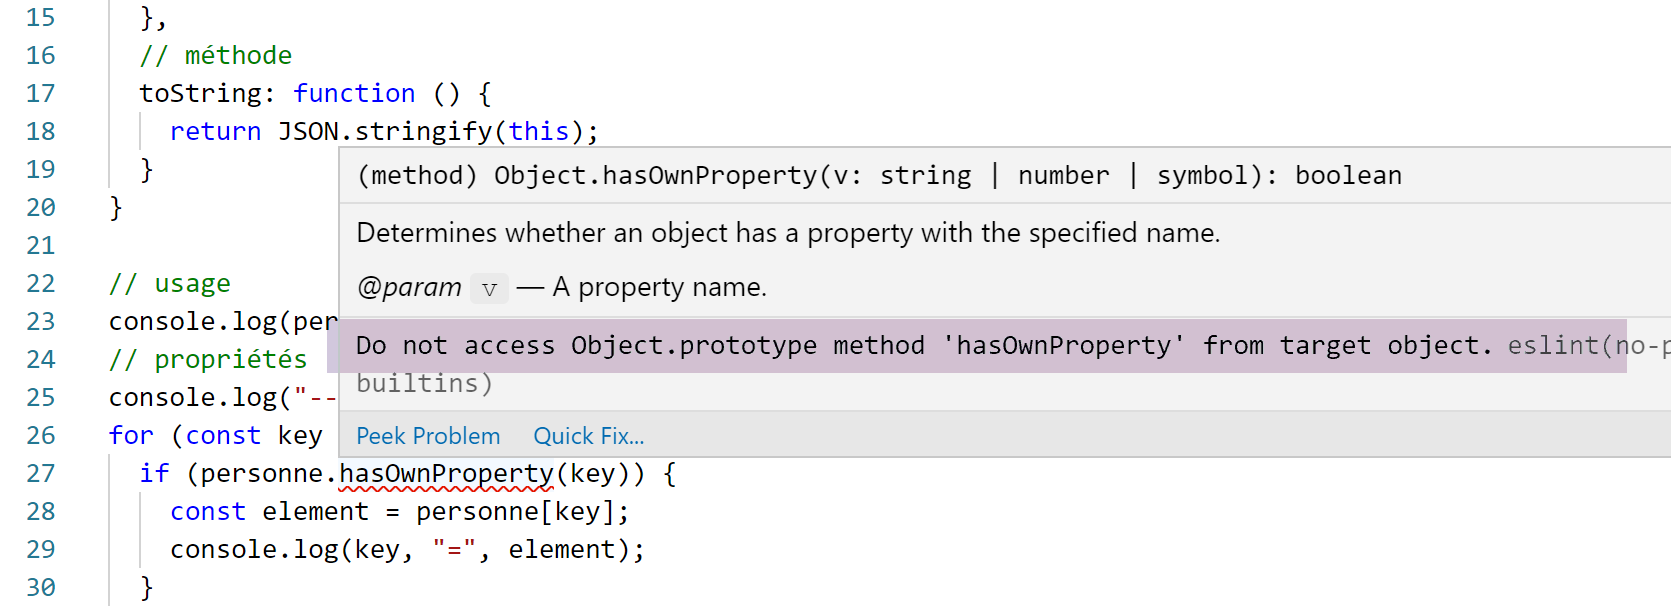 15 },
16 // méthode
17 toString: function () {
18 return JSON.stringify(this);
19 }
(method) Object.hasOwnProperty(v: string | number | symbol): boolean
20 }
21
Determines whether an object has a property with the specified name.
22 // usage
@param v — A property name.
23 console.log(per
Do not access Object.prototype method 'hasOwnProperty' from target object. eslint(no-p
24 // propriétés
builtins)
25 console.log("--
26 for (const key
Peek Problem Quick Fix...
27 if (personne.hasOwnProperty(key)) {
28 const element = personne[key];
29 console.log(key, "=", element);
30 }